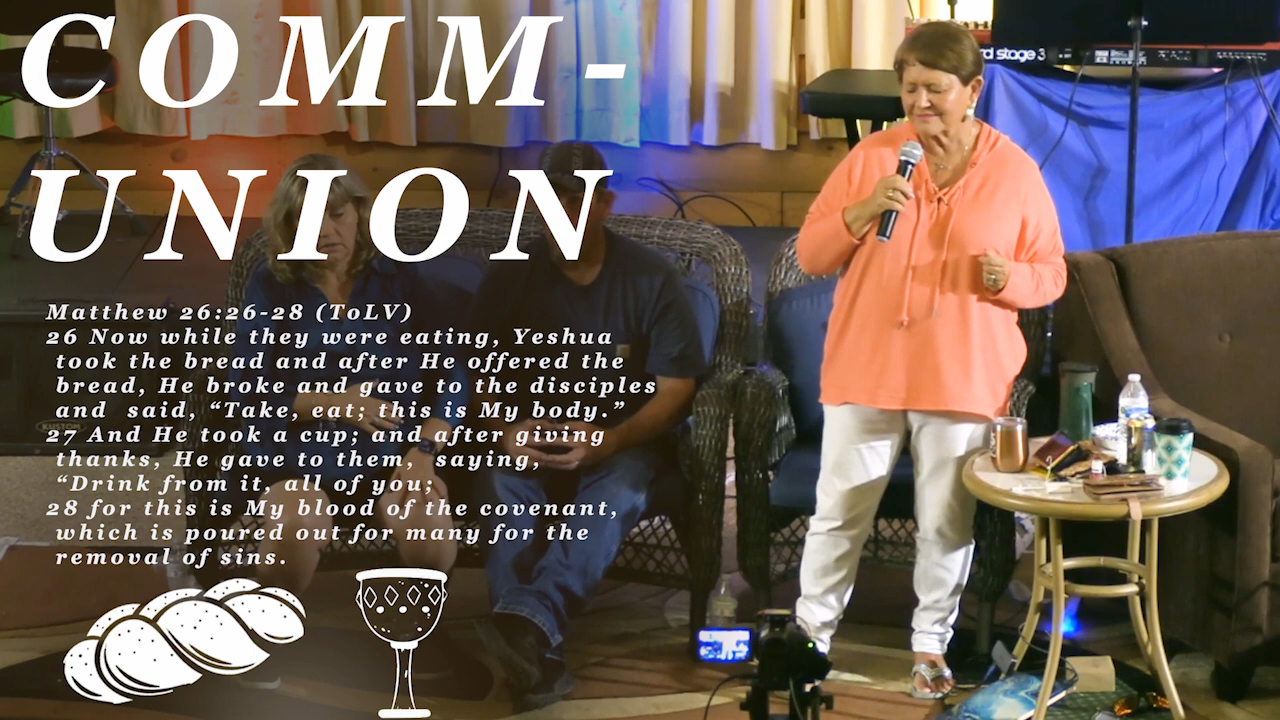 COMM-
UNION
Matthew 26:26-28 (ToLV)
26 Now while they were eating, Yeshua
took the bread and after He offered the
bread, He broke and gave to the disciples
and said, “Take, eat; this is My body.”
27 And He took a cup; and after giving
thanks, He gave to them, saying,
“Drink from it, all of you;
28 for this is My blood of the covenant,
which is poured out for many for the
removal of sins.
rd stage 3
KUSTOM